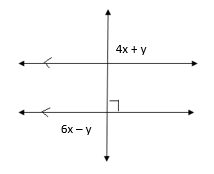 4x + y
6x – y